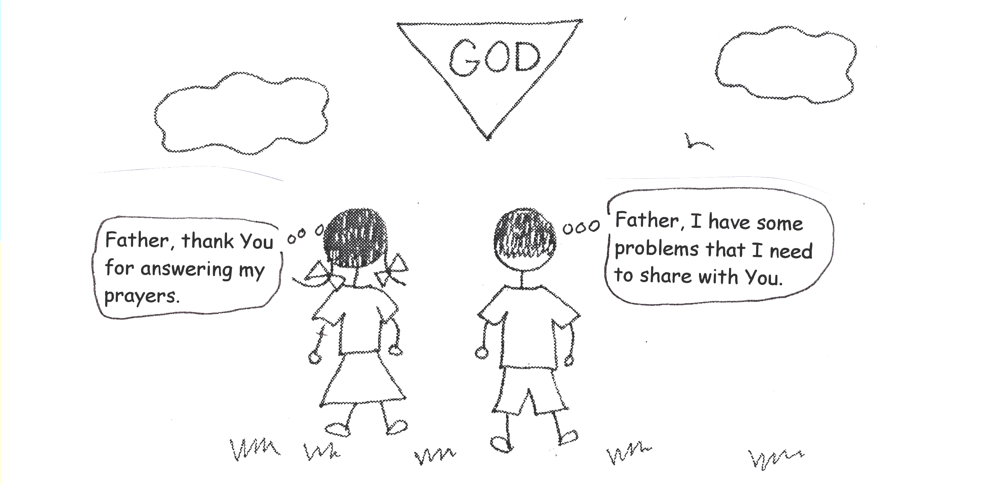 GOD
Father, thank You
for answering my
prayers.
Father, I have some
problems that I need
to share with You.